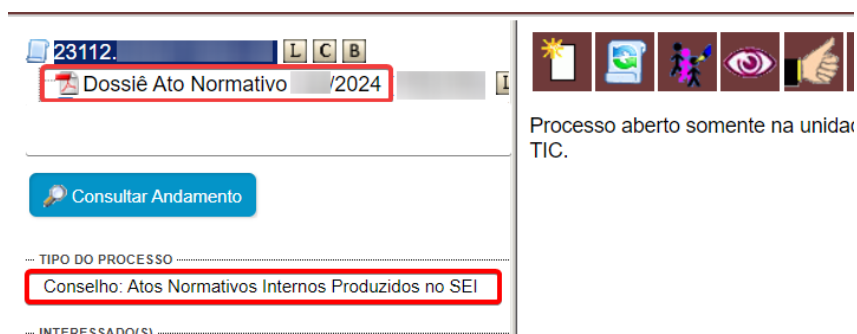 23112. L C B
Dossiê Ato Normativo /2024
Consultar Andamento
TIPO DO PROCESSO
Conselho: Atos Normativos Internos Produzidos no SEI
INTERESSADO(S)
Processo aberto somente na
TIC.